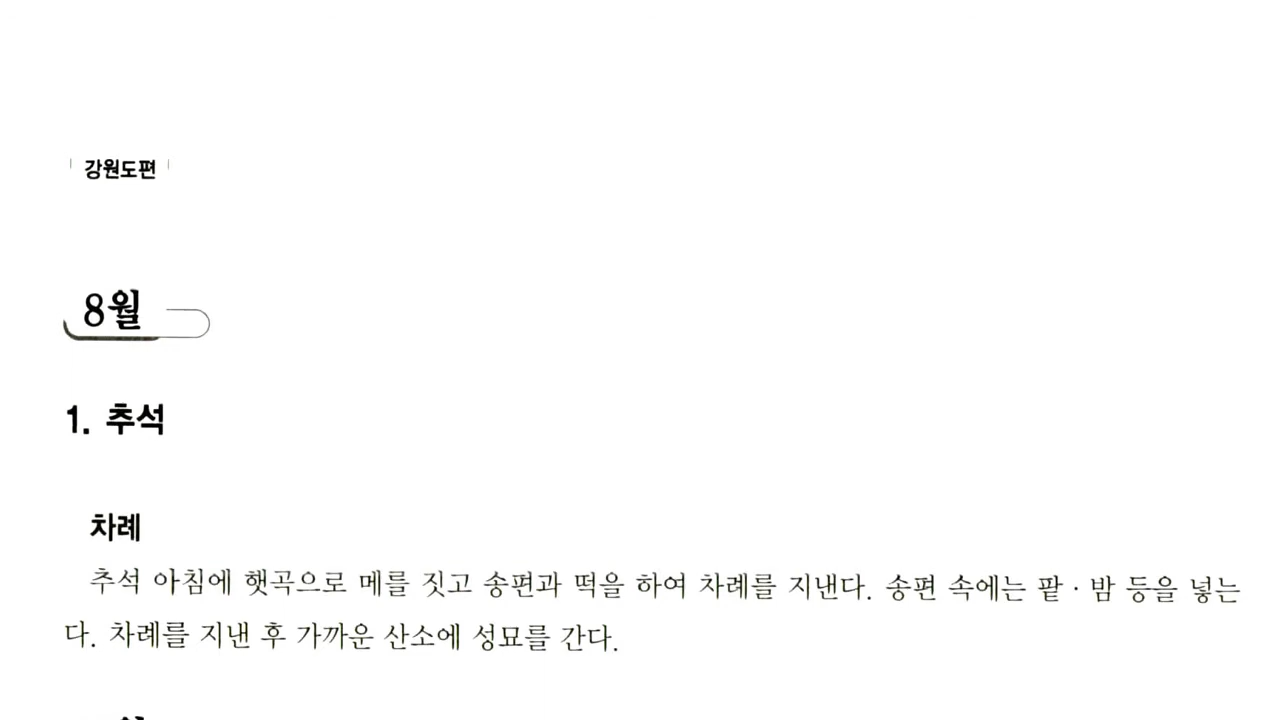 강원도편
8월
1. 추석
차례
추석 아침에 햇곡으로 메를 짓고 송편과 떡을 하여 차례를 지낸다. 송편 속에는 팥·밤 등을 넣는
다. 차례를 지낸 후 가까운 산소에 성묘를 간다.